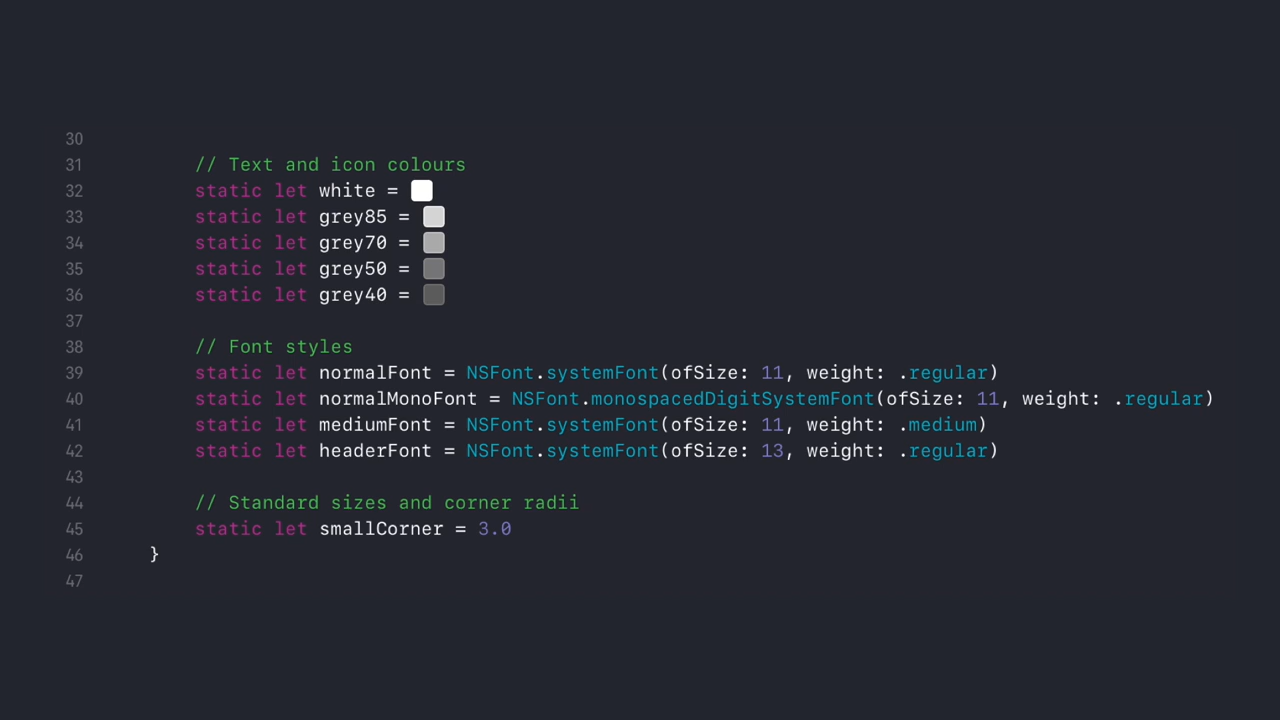 30
31 // Text and icon colours
32 static let white =
33 static let grey85 =
34 static let grey70 =
35 static let grey50 =
36 static let grey40 =
37
38 // Font styles
39 static let normalFont = NSFont.systemFont(ofSize: 11, weight: .regular)
40 static let normalMonoFont = NSFont.monospacedDigitSystemFont(ofSize: 11, weight: .regular)
41 static let mediumFont = NSFont.systemFont(ofSize: 11, weight: .medium)
42 static let headerFont = NSFont.systemFont(ofSize: 13, weight: .regular)
43
44 // Standard sizes and corner radii
45 static let smallCorner = 3.0
46 }
47